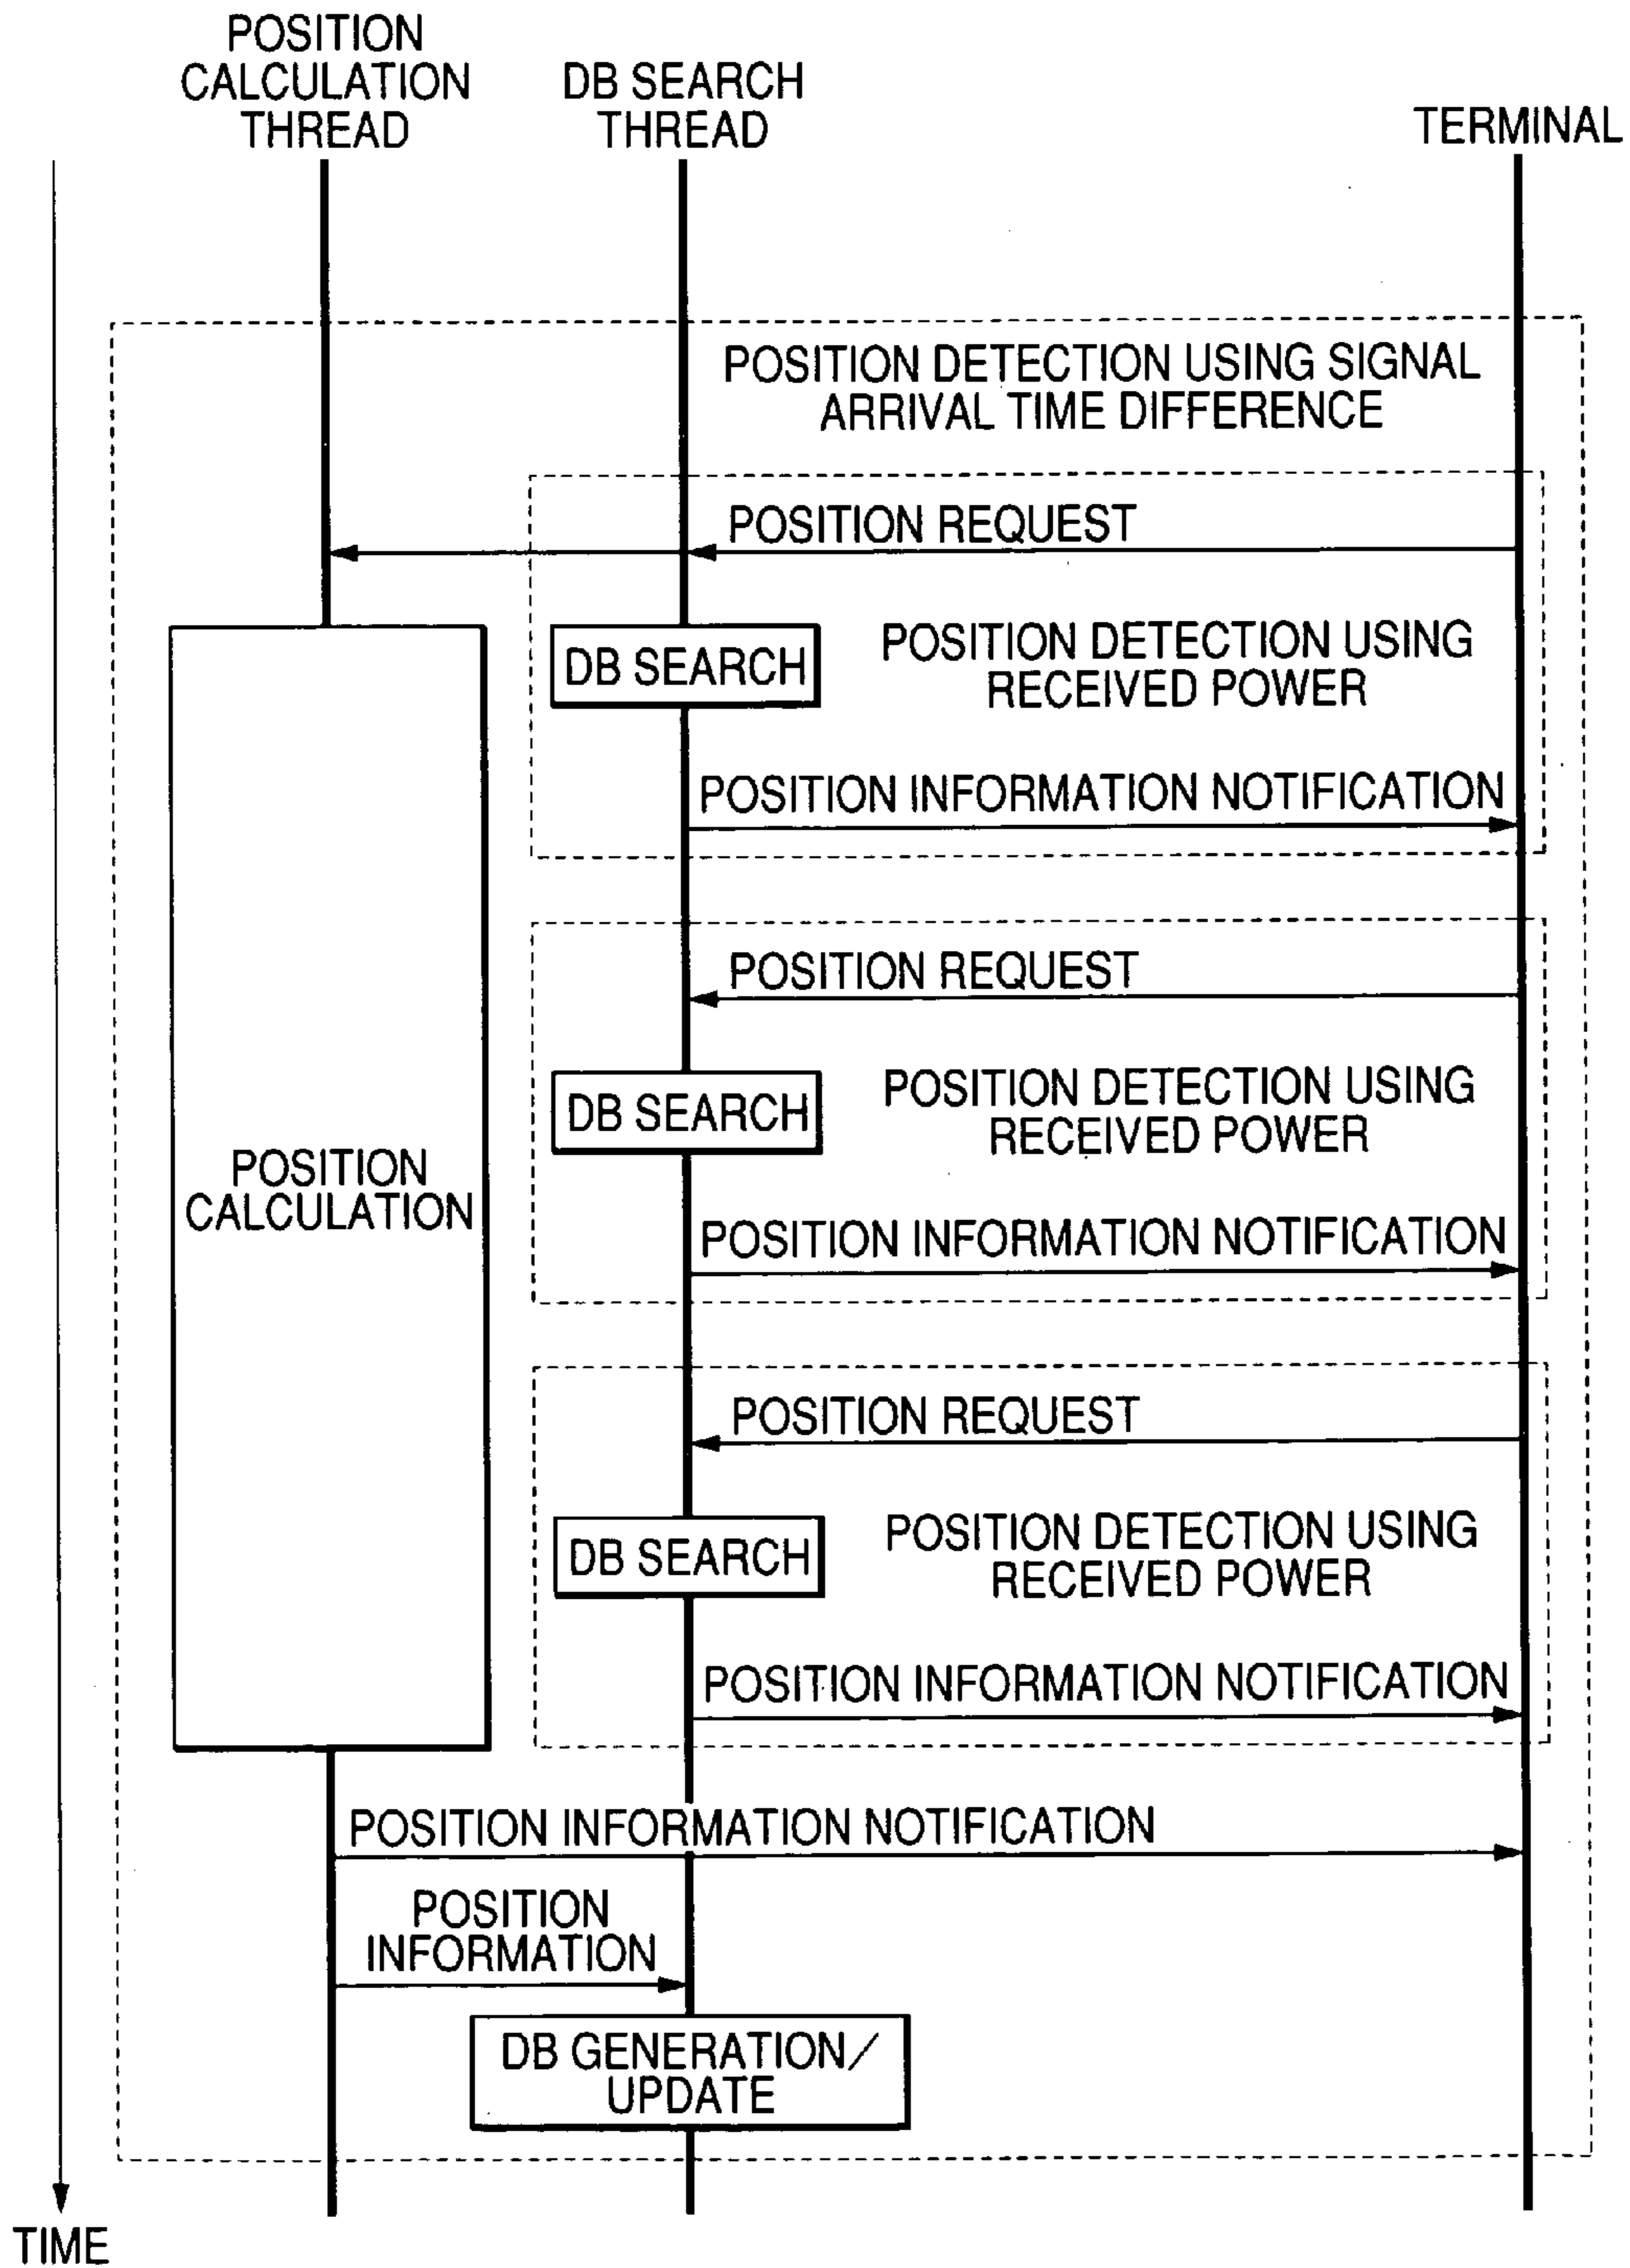 POSITION
CALCULATION
THREAD
DB SEARCH
THREAD
TERMINAL
POSITION DETECTION USING SIGNAL
ARRIVAL TIME DIFFERENCE
POSITION REQUEST
DB SEARCH
POSITION DETECTION USING
RECEIVED POWER
POSITION INFORMATION NOTIFICATION
POSITION REQUEST
DB SEARCH
POSITION DETECTION USING
RECEIVED POWER
POSITION
CALCULATION
POSITION INFORMATION NOTIFICATION
POSITION REQUEST
DB SEARCH
POSITION DETECTION USING
RECEIVED POWER
POSITION INFORMATION NOTIFICATION
POSITION INFORMATION NOTIFICATION
POSITION
INFORMATION
DB GENERATION/
UPDATE
TIME